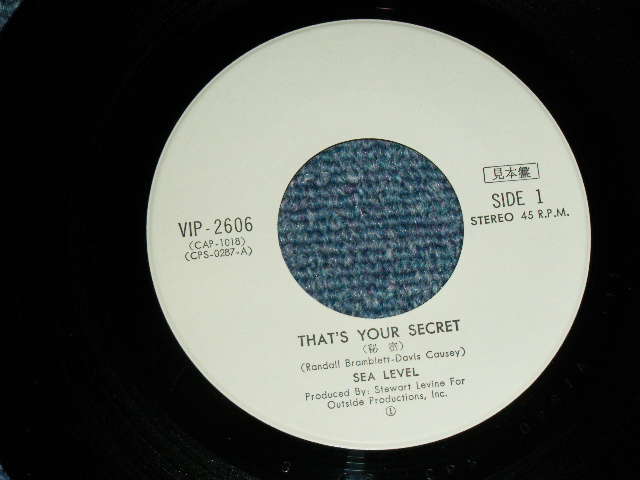 見本盤
SIDE 1
STEREO 45 R.P.M.
VIP-2606
(CAP-1018)
(CPS-0287-A)
THAT'S YOUR SECRET
(秘密)
(Randall Bramblett-Davis Causey)
SEA LEVEL
Produced By: Stewart Levine For
Outside Productions, Inc.
①